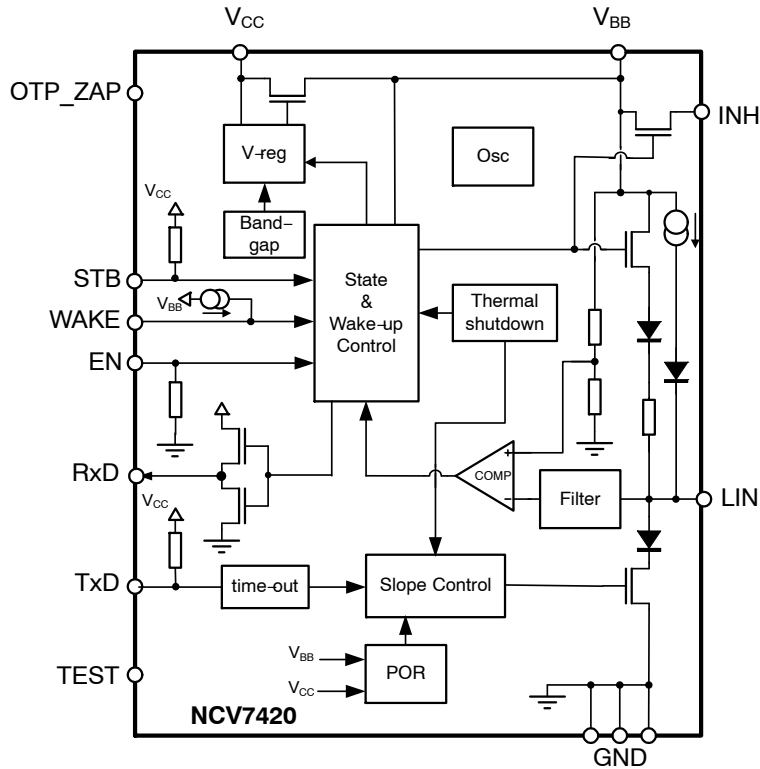 VCC
VBB
OTP_ZAP
INH
V-reg
Osc
VCC
Band-
gap
STB
State
&
Wake-up
Control
VBB
Thermal
shutdown
WAKE
EN
RxD
+
COMP
−
Filter
LIN
VCC
TxD
time-out
Slope Control
VBB
POR
VCC
TEST
NCV7420
GND